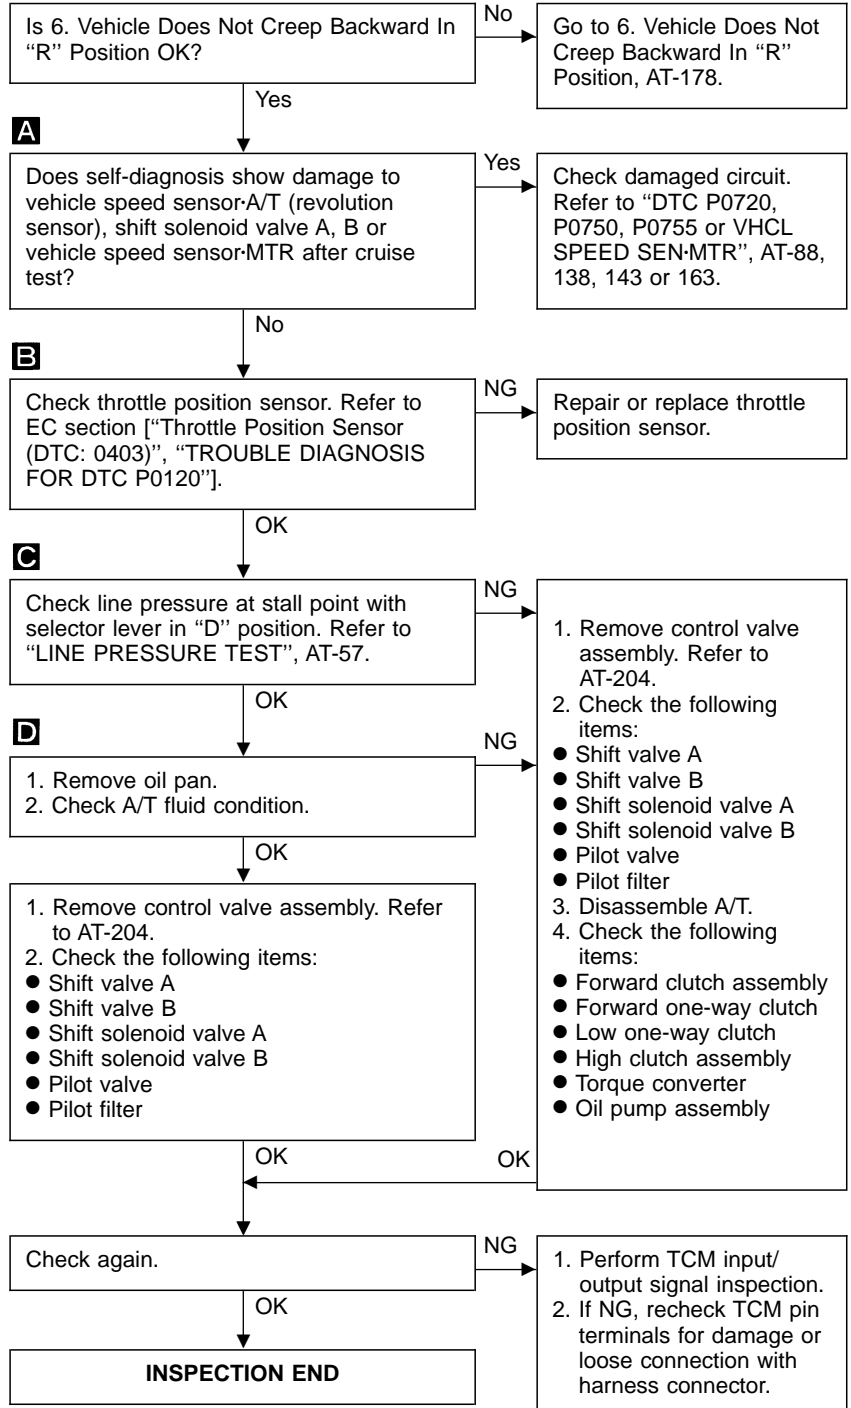 Is 6. Vehicle Does Not Creep Backward In
“R” Position OK?
No
Go to 6. Vehicle Does Not
Creep Backward In “R”
Position, AT-178.
Yes
A
Does self-diagnosis show damage to
vehicle speed sensor·A/T (revolution
sensor), shift solenoid valve A, B or
vehicle speed sensor·MTR after cruise
test?
Yes
Check damaged circuit.
Refer to “DTC P0720,
P0750, P0755 or VHCL
SPEED SEN·MTR”, AT-88,
138, 143 or 163.
No
B
Check throttle position sensor. Refer to
EC section [“Throttle Position Sensor
(DTC: 0403)”, “TROUBLE DIAGNOSIS
FOR DTC P0120”].
NG
Repair or replace throttle
position sensor.
OK
C
Check line pressure at stall point with
selector lever in “D” position. Refer to
“LINE PRESSURE TEST”, AT-57.
NG
1. Remove control valve
assembly. Refer to
AT-204.
2. Check the following
items:
● Shift valve A
● Shift valve B
● Shift solenoid valve A
● Shift solenoid valve B
● Pilot valve
● Pilot filter
3. Disassemble A/T.
4. Check the following
items:
● Forward clutch assembly
● Forward one-way clutch
● Low one-way clutch
● High clutch assembly
● Torque converter
● Oil pump assembly
OK
D
1. Remove oil pan.
2. Check A/T fluid condition.
NG
OK
1. Remove control valve assembly. Refer
to AT-204.
2. Check the following items:
● Shift valve A
● Shift valve B
● Shift solenoid valve A
● Shift solenoid valve B
● Pilot valve
● Pilot filter
OK
OK
Check again.
NG
1. Perform TCM input/
output signal inspection.
2. If NG, recheck TCM pin
terminals for damage or
loose connection with
harness connector.
OK
INSPECTION END